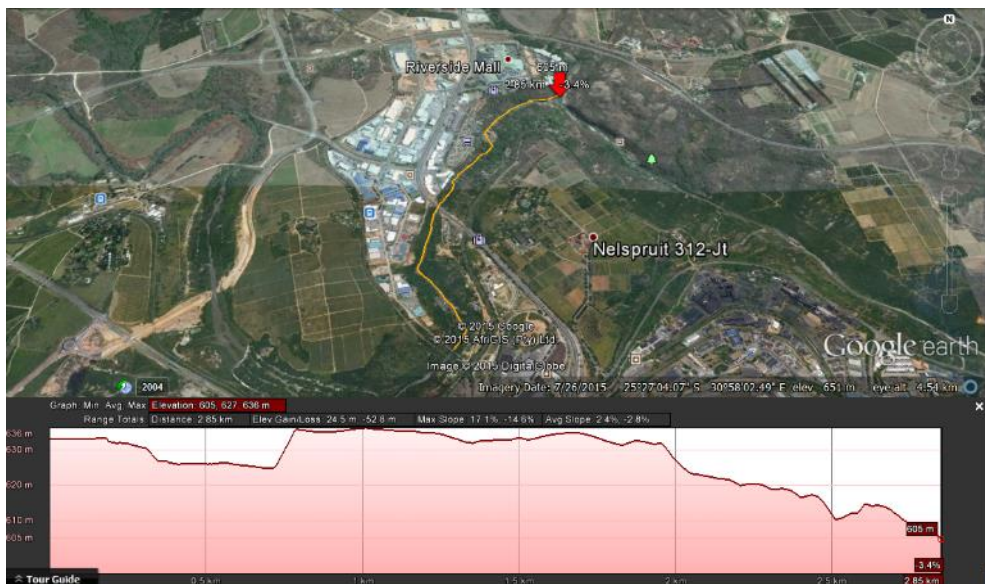 N
Riverside Mall
605 m
2.85 km -3.4%
Nelspruit 312-Jt
© 2015 Google
© 2015 AfriGIS (Pty) Ltd.
Image © 2015 DigitalGlobe
Google earth
2004
Imagery Date: 7/26/2015 25°27'04.07" S 30°58'02.49" E elev 651 m eye alt 4.54 km
Graph: Min, Avg, Max Elevation: 605, 627, 636 m
Range Totals: Distance: 2.85 km Elev Gain/Loss: 24.5 m, -52.8 m Max Slope: 17.1%, -14.6% Avg Slope: 2.4%, -2.8%
636 m
630 m
620 m
610 m
605 m
605 m
-3.4%
Tour Guide 0.5 km 1 km 1.5 km 2 km 2.5 km 2.85 km